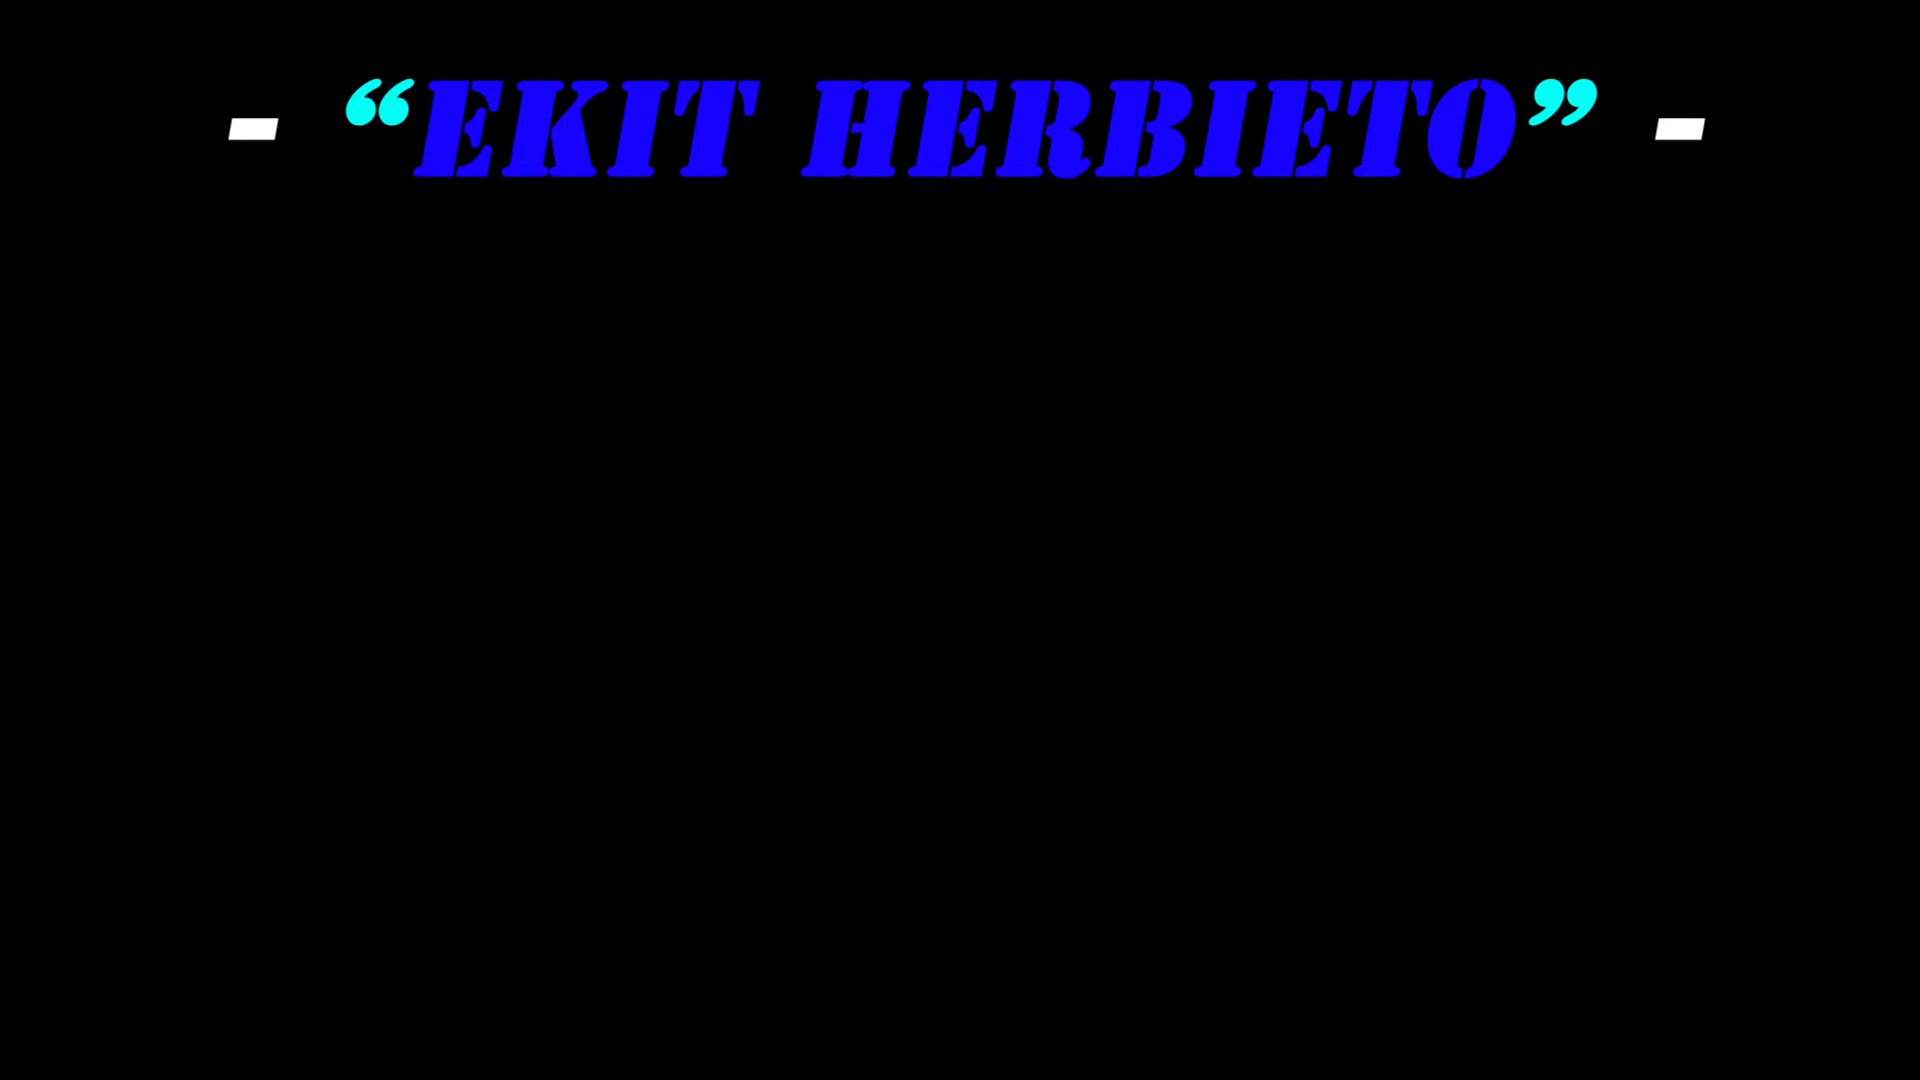 - “EKIT HERBIETO” -